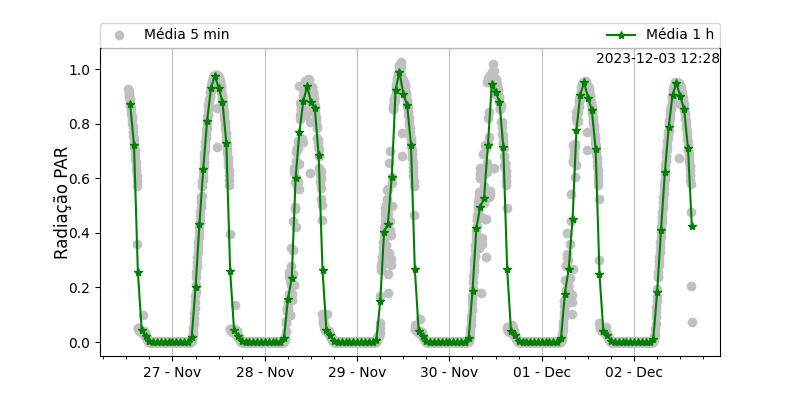 Média 5 min
Média 1 h
2023-12-03 12:28
Radiação PAR
1.0
0.8
0.6
0.4
0.2
0.0
27 - Nov
28 - Nov
29 - Nov
30 - Nov
01 - Dec
02 - Dec